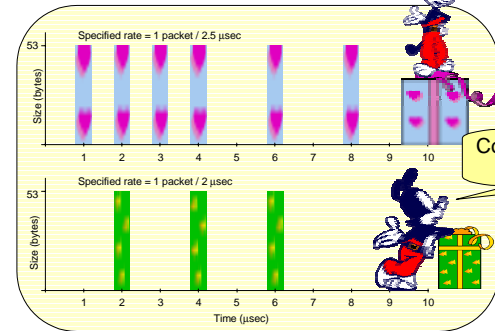 Specified rate = 1 packet / 2.5 µsec
53
Size (bytes)
1 2 3 4 5 6 7 8 9 10
Specified rate = 1 packet / 2 µsec
53
Size (bytes)
1 2 3 4 5 6 7 8 9 10
Time (µsec)